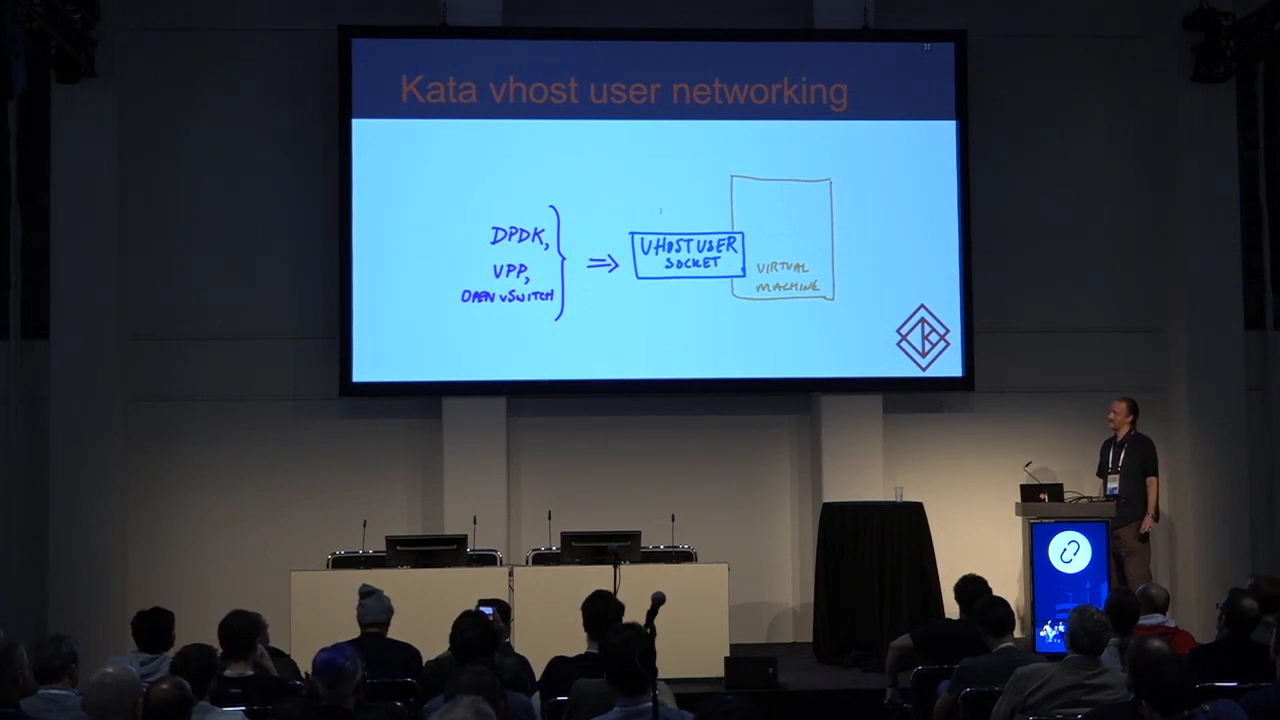 Kata vhost user networking
DPDK,
VPP,
OPEN vSWITCH
VHOST USER
SOCKET
VIRTUAL
MACHINE